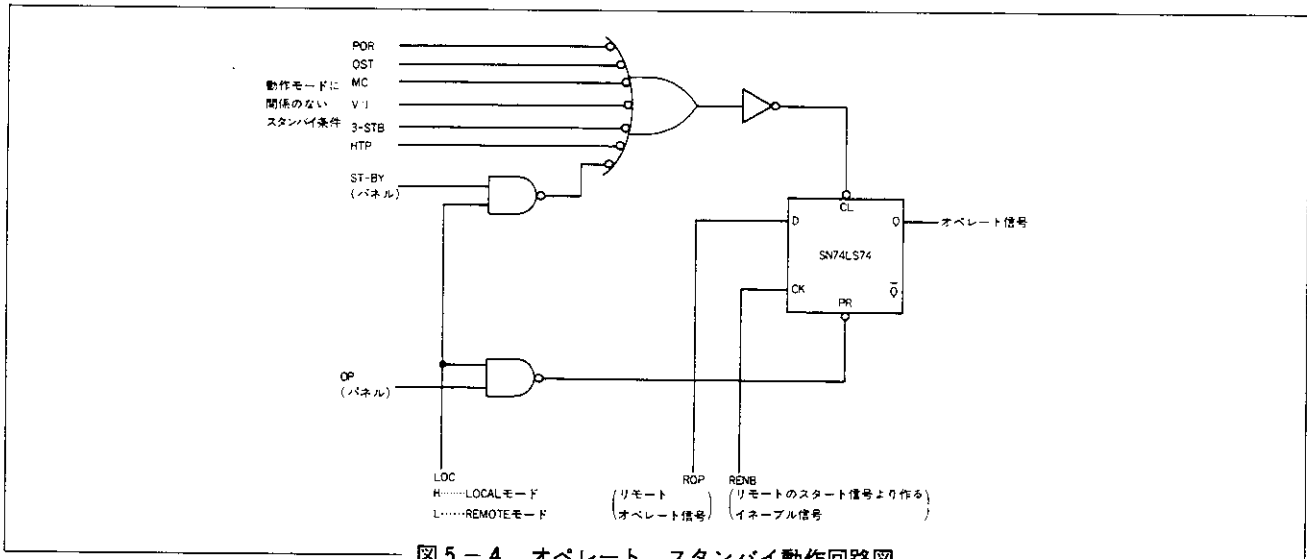 POR
OST
動作モードに
MC
関係のない
スタンバイ条件
3-STB
HTP
ST-BY
(パネル)
CL
D
Q
オペレート信号
SN74LS74
CK
Q̅
PR
OP
(パネル)
LOC
H……LOCALモード
L……REMOTEモード
ROP
(リモート
オペレート信号)
RENB
(リモートのスタート信号より作る
イネーブル信号)
図5-4 オペレート、スタンバイ動作回路図